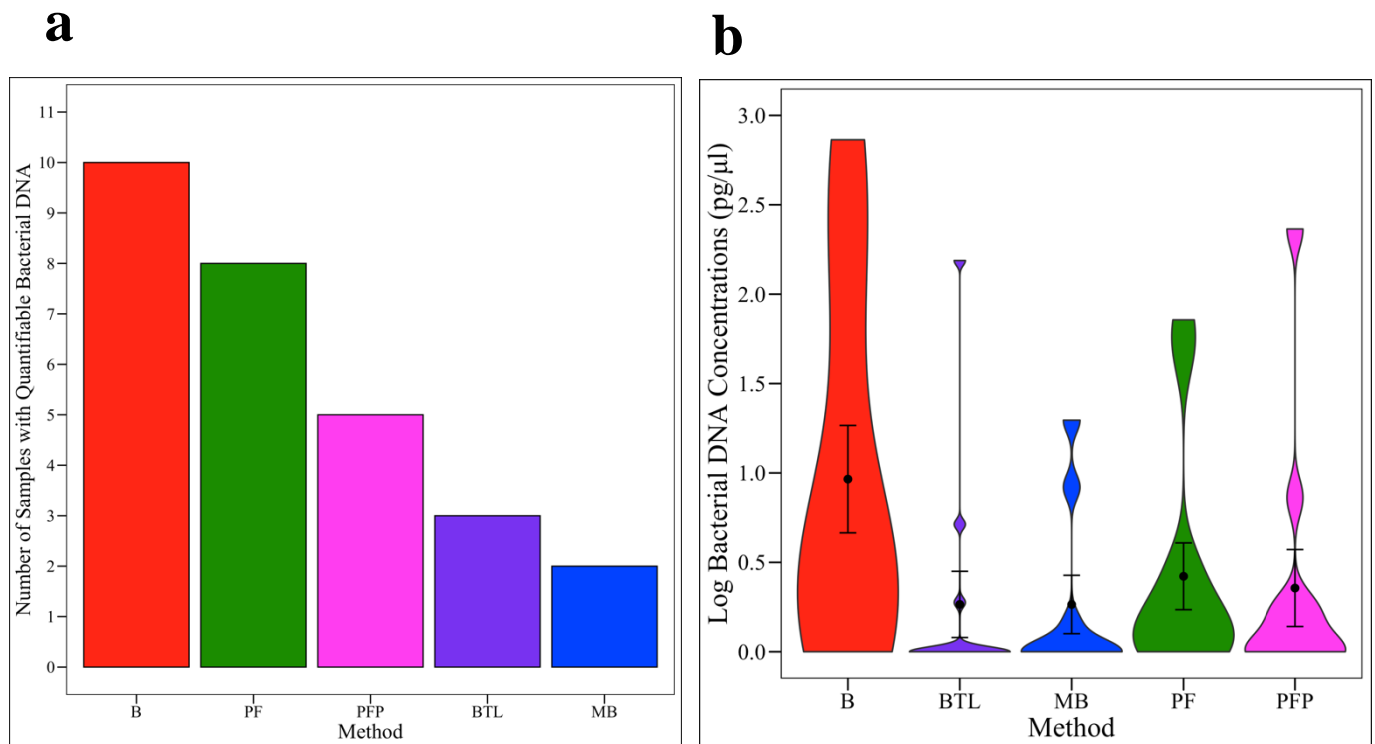 a
Number of Samples with Quantifiable Bacterial DNA
11
10
9
8
7
6
5
4
3
2
1
0
B PF PFP BTL MB
Method
b
Log Bacterial DNA Concentrations (pg/µl)
3.0
2.5
2.0
1.5
1.0
0.5
0.0
B BTL MB PF PFP
Method